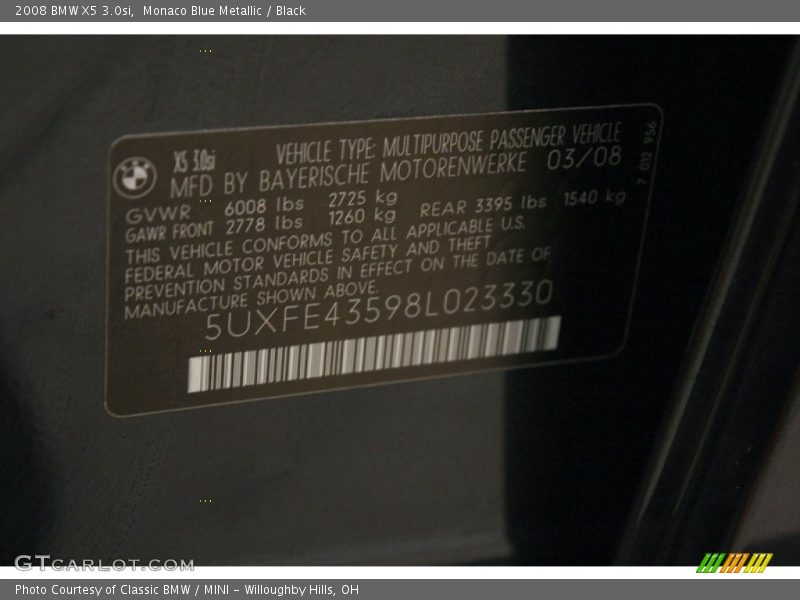 2008 BMW X5 3.0si, Monaco Blue Metallic / Black
X5 3.0si VEHICLE TYPE: MULTIPURPOSE PASSENGER VEHICLE
MFD BY BAYERISCHE MOTORENWERKE 03/08
GVWR 6008 lbs 2725 kg
GAWR FRONT 2778 lbs 1260 kg REAR 3395 lbs 1540 kg
THIS VEHICLE CONFORMS TO ALL APPLICABLE U.S.
FEDERAL MOTOR VEHICLE SAFETY AND THEFT
PREVENTION STANDARDS IN EFFECT ON THE DATE OF
MANUFACTURE SHOWN ABOVE.
5UXFE43598L023330
7 012 956
GTcarlot.com
Photo Courtesy of Classic BMW / MINI - Willoughby Hills, OH